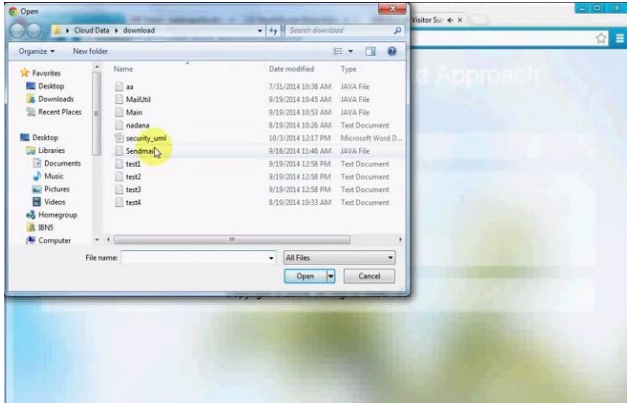 Open
Visitor Su
Cloud Data ▸ download
Search download
Organize
New folder
Name Date modified Type
Favorites
Desktop
Downloads
Recent Places
Desktop
Libraries
Documents
Music
Pictures
Videos
Homegroup
IBN5
Computer
aa 7/31/2014 10:38 AM JAVA File
MailUtil 9/19/2014 10:45 AM JAVA File
Main 9/19/2014 10:53 AM JAVA File
nadana 8/19/2014 10:26 AM Text Document
security_uml 10/3/2014 12:17 PM Microsoft Word D...
Sendmail 9/18/2014 11:46 AM JAVA File
test1 9/19/2014 12:58 PM Text Document
test2 9/19/2014 12:58 PM Text Document
test3 9/19/2014 12:58 PM Text Document
test4 8/19/2014 10:33 AM Text Document
File name:
All Files
Open
Cancel
d Approach